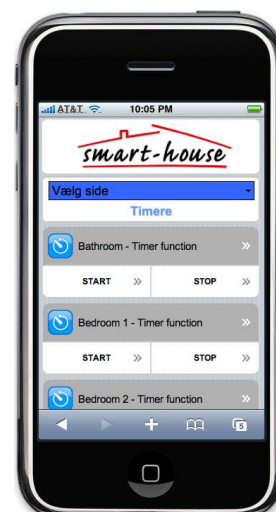 AT&T 10:05 PM
smart-house
Vælg side
Timere
Bathroom - Timer function
START STOP
Bedroom 1 - Timer function
START STOP
Bedroom 2 - Timer function
5